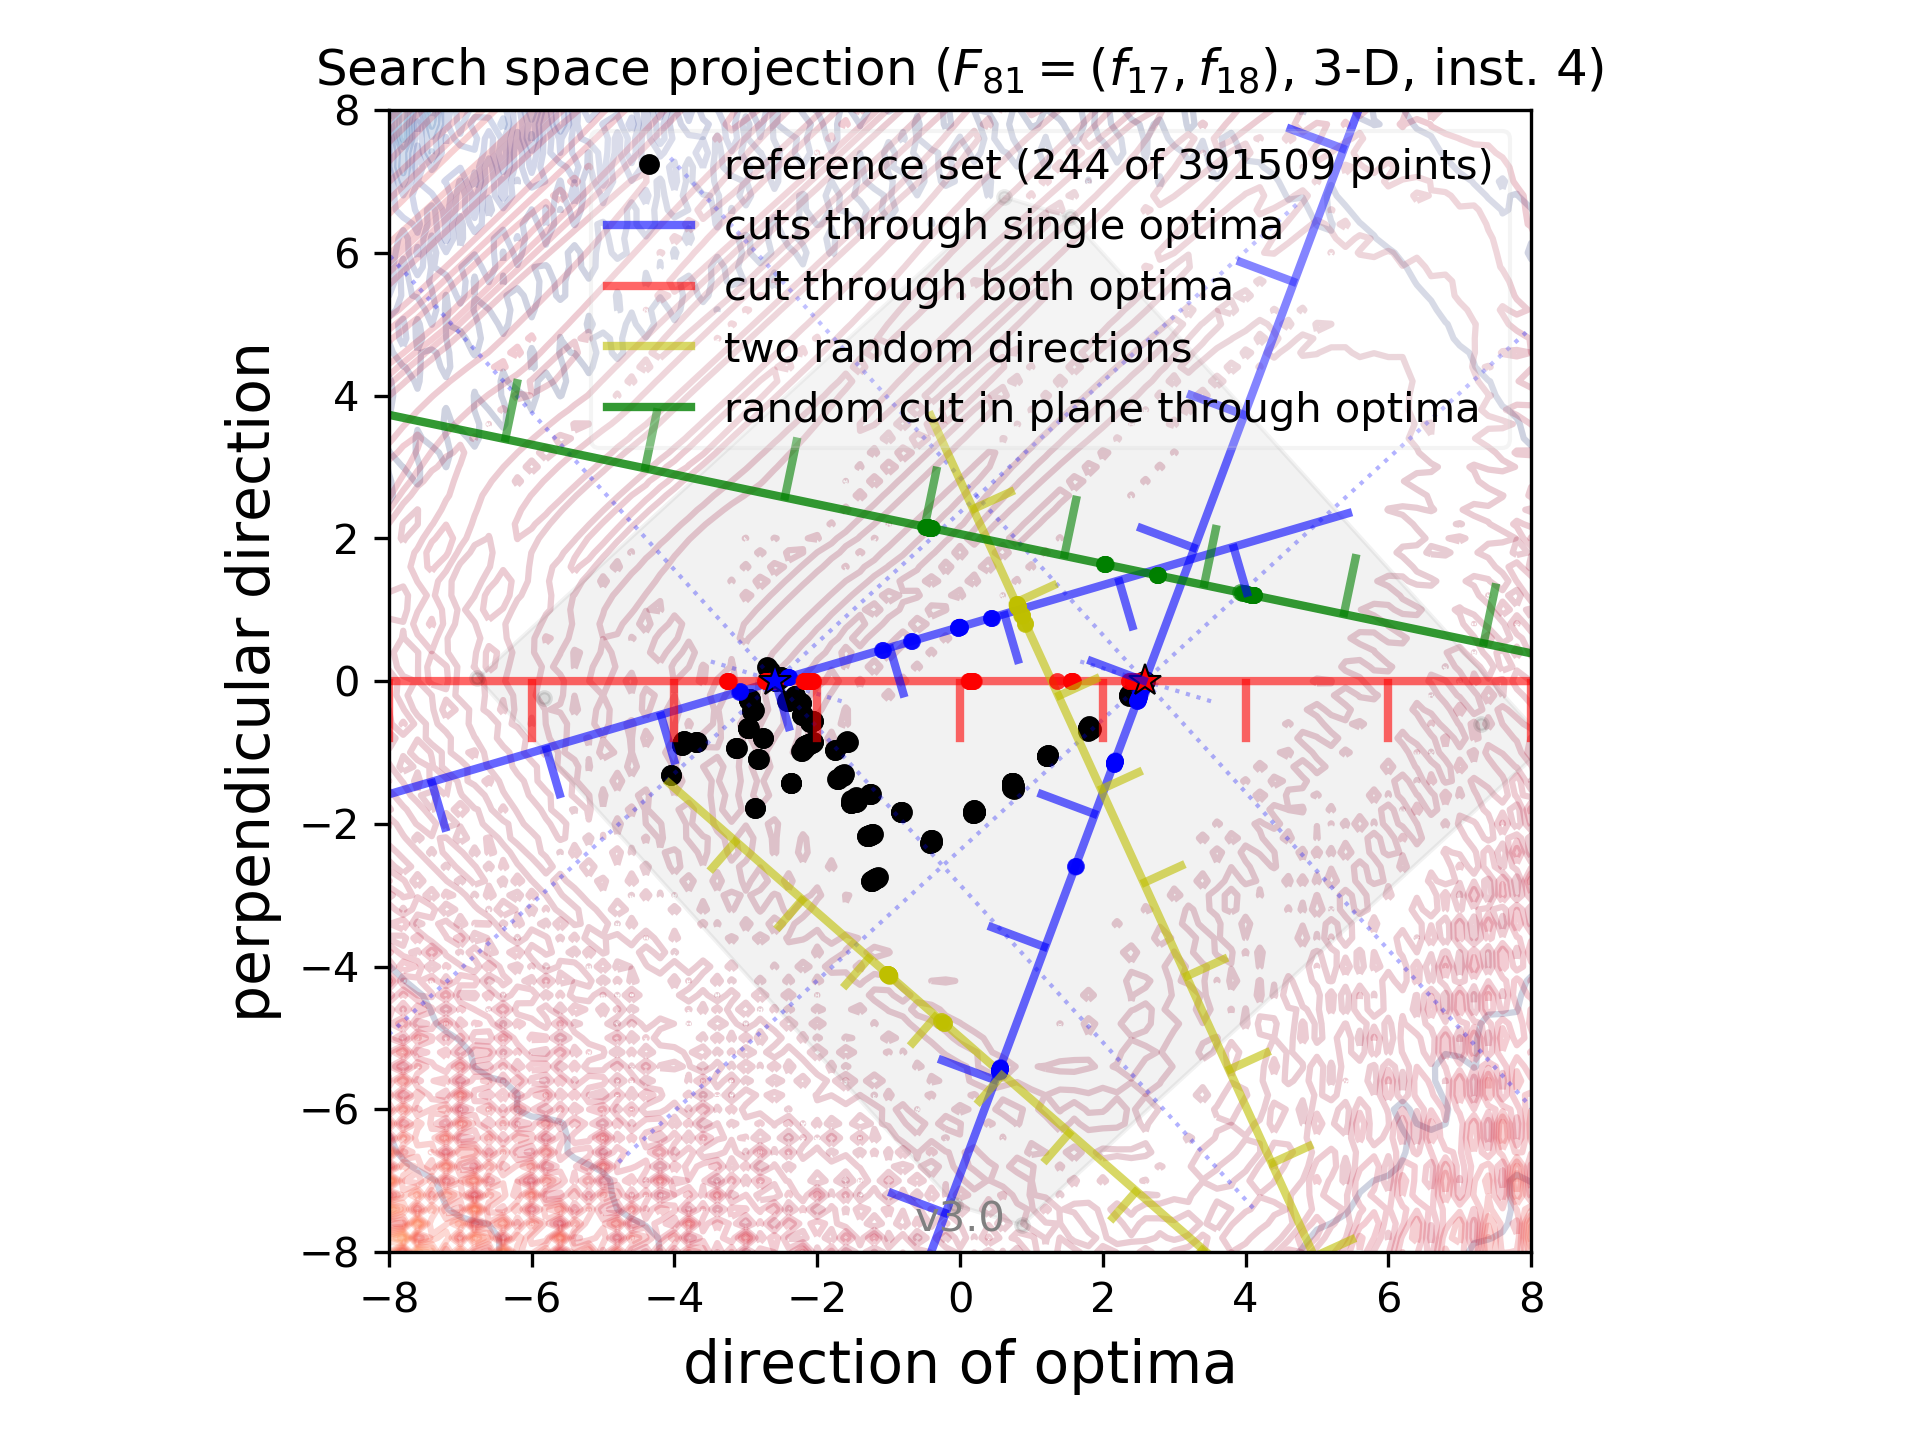 Search space projection (F₈₁ = (f₁₇, f₁₈), 3-D, inst. 4)
8
6
4
2
0
−2
−4
−6
−8
−8 −6 −4 −2 0 2 4 6 8
perpendicular direction
direction of optima
reference set (244 of 391509 points)
cuts through single optima
cut through both optima
two random directions
random cut in plane through optima
v3.0